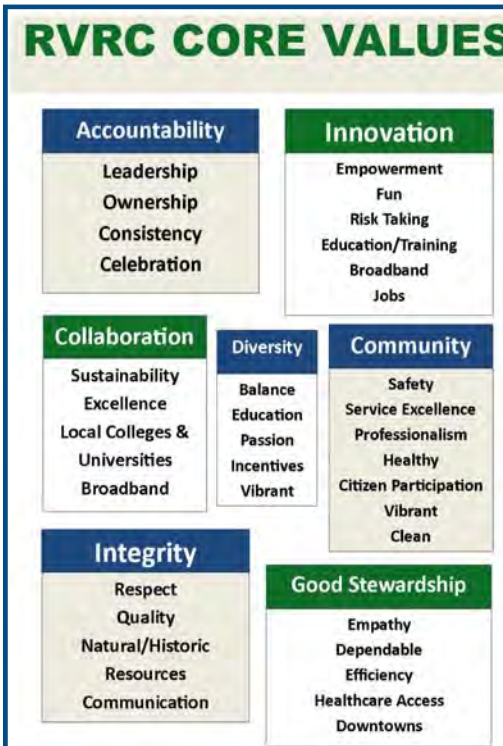 RVRC CORE VALUES
Accountability
Leadership
Ownership
Consistency
Celebration
Innovation
Empowerment
Fun
Risk Taking
Education/Training
Broadband
Jobs
Collaboration
Sustainability
Excellence
Local Colleges &
Universities
Broadband
Diversity
Balance
Education
Passion
Incentives
Vibrant
Community
Safety
Service Excellence
Professionalism
Healthy
Citizen Participation
Vibrant
Clean
Integrity
Respect
Quality
Natural/Historic
Resources
Communication
Good Stewardship
Empathy
Dependable
Efficiency
Healthcare Access
Downtowns